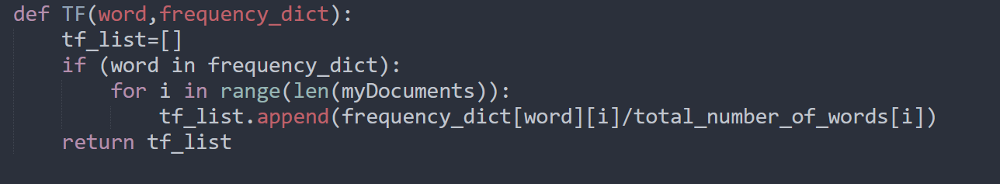 def TF(word,frequency_dict):
    tf_list=[]
    if (word in frequency_dict):
        for i in range(len(myDocuments)):
            tf_list.append(frequency_dict[word][i]/total_number_of_words[i])
    return tf_list